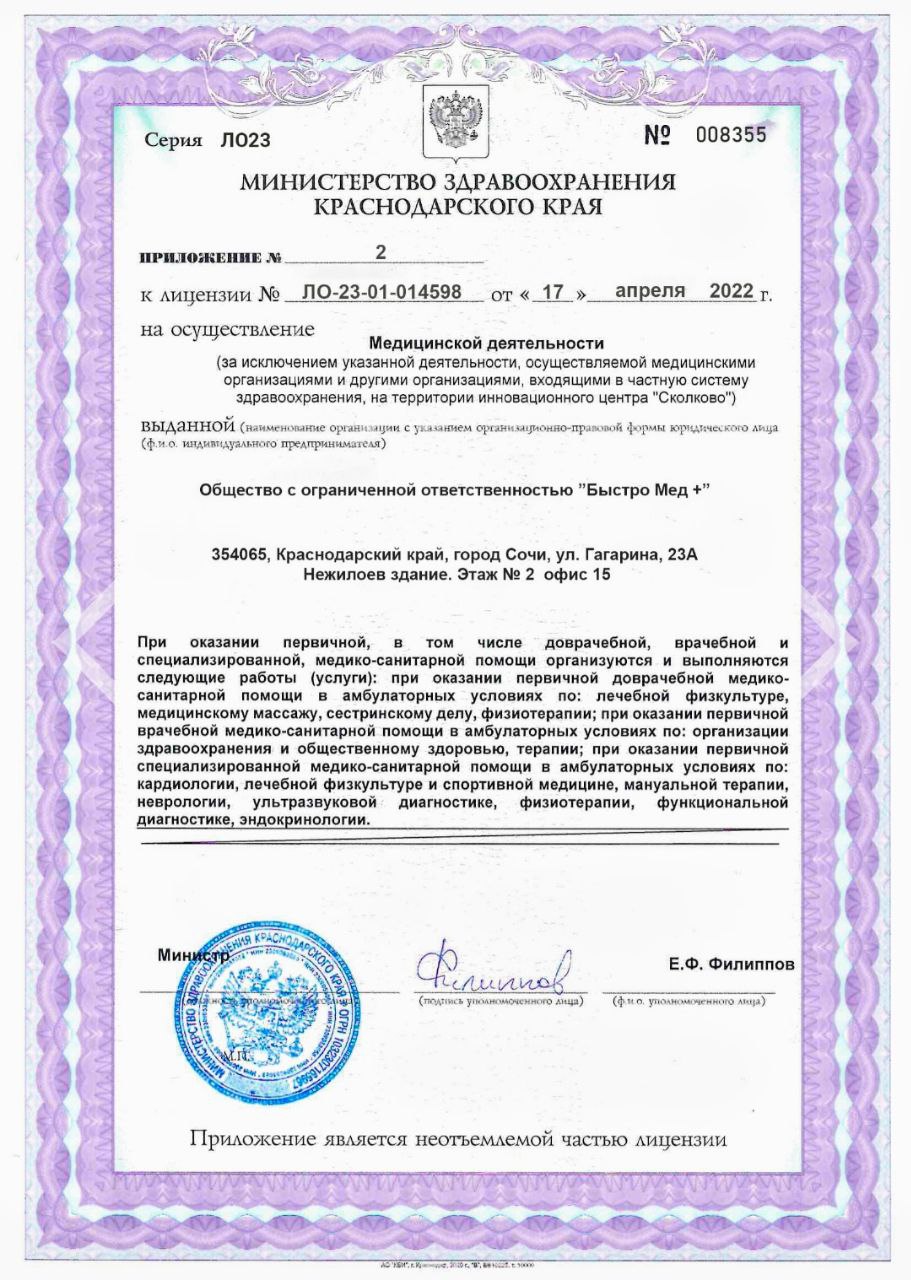 Серия ЛО23
№ 008355
МИНИСТЕРСТВО ЗДРАВООХРАНЕНИЯ
КРАСНОДАРСКОГО КРАЯ
ПРИЛОЖЕНИЕ № 2
к лицензии № ЛО-23-01-014598 от « 17 » апреля 2022 г.
на осуществление
Медицинской деятельности
(за исключением указанной деятельности, осуществляемой медицинскими
организациями и другими организациями, входящими в частную систему
здравоохранения, на территории инновационного центра "Сколково")
выданной (наименование организации с указанием организационно-правовой формы юридического лица
(ф.и.о. индивидуального предпринимателя)
Общество с ограниченной ответственностью ”Быстро Мед +”
354065, Краснодарский край, город Сочи, ул. Гагарина, 23А
Нежилоев здание. Этаж № 2 офис 15
При оказании первичной, в том числе доврачебной, врачебной и
специализированной, медико-санитарной помощи организуются и выполняются
следующие работы (услуги): при оказании первичной доврачебной медико-
санитарной помощи в амбулаторных условиях по: лечебной физкультуре,
медицинскому массажу, сестринскому делу, физиотерапии; при оказании первичной
врачебной медико-санитарной помощи в амбулаторных условиях по: организации
здравоохранения и общественному здоровью, терапии; при оказании первичной
специализированной медико-санитарной помощи в амбулаторных условиях по:
кардиологии, лечебной физкультуре и спортивной медицине, мануальной терапии,
неврологии, ультразвуковой диагностике, физиотерапии, функциональной
диагностике, эндокринологии.
Министр
Филиппов
Е.Ф. Филиппов
(подпись уполномоченного лица)
(ф.и.о. уполномоченного лица)
МИНИСТЕРСТВО ЗДРАВООХРАНЕНИЯ КРАСНОДАРСКОГО КРАЯ ОГРН
М.П.
Приложение является неотъемлемой частью лицензии